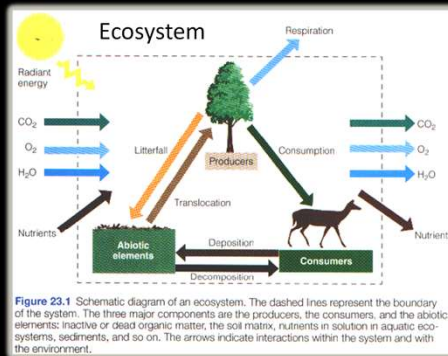 Ecosystem
Respiration
Radiant
energy
CO₂
O₂
H₂O
Nutrients
Litterfall
Producers
Consumption
Translocation
CO₂
O₂
H₂O
Nutrient
Abiotic
elements
Deposition
Decomposition
Consumers
Figure 23.1 Schematic diagram of an ecosystem. The dashed lines represent the boundary
of the system. The three major components are the producers, the consumers, and the abiotic
elements: Inactive or dead organic matter, the soil matrix, nutrients in solution in aquatic eco-
systems, sediments, and so on. The arrows indicate interactions within the system and with
the environment.